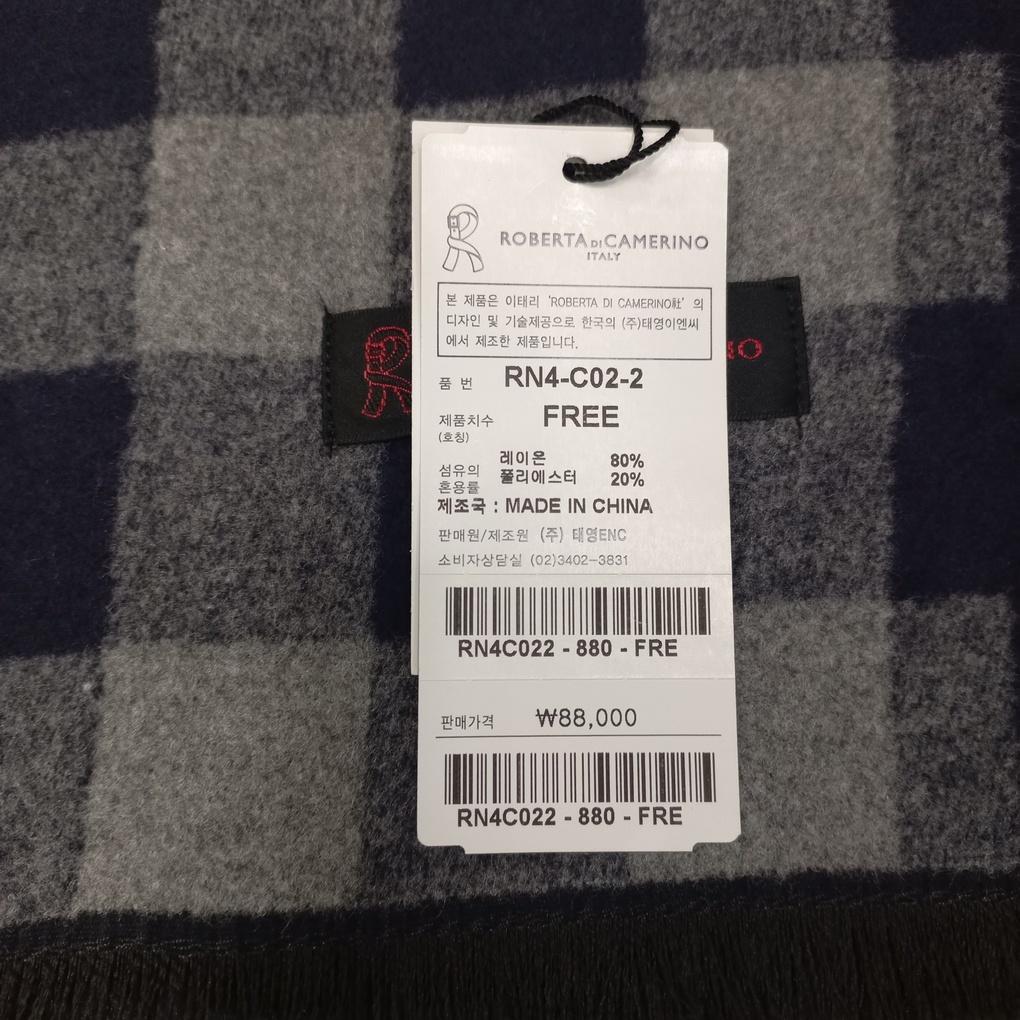 ROBERTA DI CAMERINO
ITALY
본 제품은 이태리 'ROBERTA DI CAMERINO社' 의
디자인 및 기술제공으로 한국의 (주)태영이엔씨
에서 제조한 제품입니다.
품 번 RN4-C02-2
제품치수 FREE
(호칭)
섬유의 레이온 80%
혼용률 폴리에스터 20%
제조국 : MADE IN CHINA
판매원/제조원 (주) 태영ENC
소비자상담실 (02)3402-3831
RN4C022 - 880 - FRE
판매가격 ₩88,000
RN4C022 - 880 - FRE